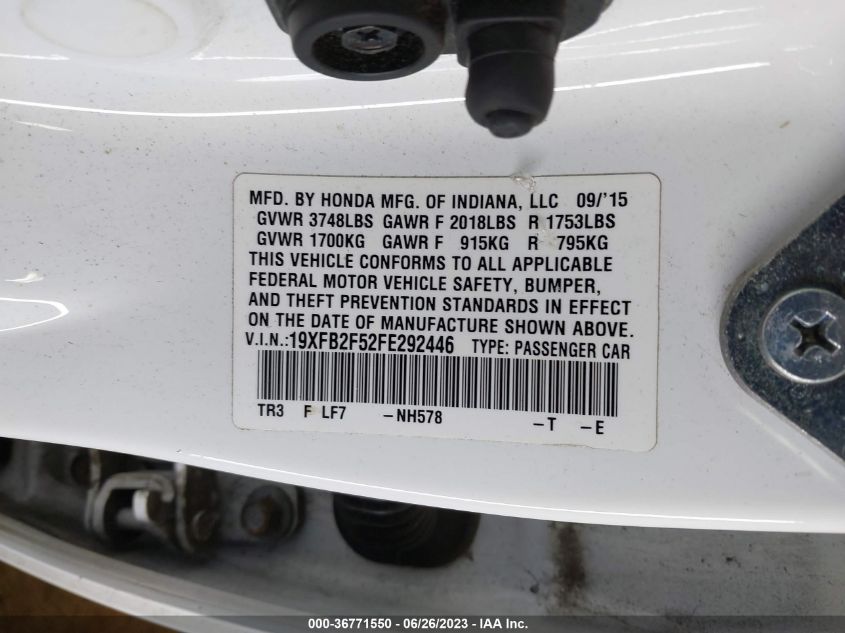 MFD. BY HONDA MFG. OF INDIANA, LLC 09/'15
GVWR 3748LBS GAWR F 2018LBS R 1753LBS
GVWR 1700KG GAWR F 915KG R 795KG
THIS VEHICLE CONFORMS TO ALL APPLICABLE
FEDERAL MOTOR VEHICLE SAFETY, BUMPER,
AND THEFT PREVENTION STANDARDS IN EFFECT
ON THE DATE OF MANUFACTURE SHOWN ABOVE.
V.I.N.:19XFB2F52FE292446 TYPE: PASSENGER CAR
TR3 F LF7 –NH578 –T –E
000-36771550 - 06/26/2023 - IAA Inc.